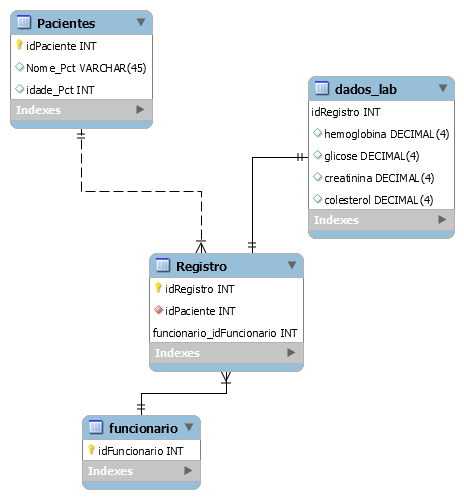 Pacientes
idPaciente INT
Nome_Pct VARCHAR(45)
idade_Pct INT
Indexes
dados_lab
idRegistro INT
hemoglobina DECIMAL(4)
glicose DECIMAL(4)
creatinina DECIMAL(4)
colesterol DECIMAL(4)
Indexes
Registro
idRegistro INT
idPaciente INT
funcionario_idFuncionario INT
Indexes
funcionario
idFuncionario INT
Indexes